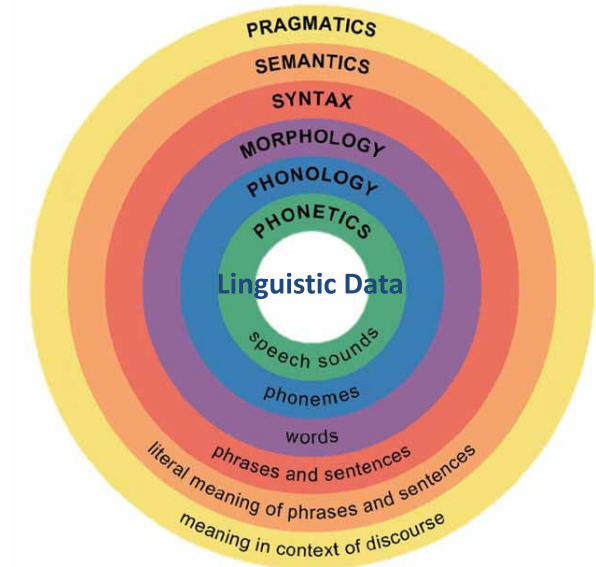 PRAGMATICS
SEMANTICS
SYNTAX
MORPHOLOGY
PHONOLOGY
PHONETICS
Linguistic Data
speech sounds
phonemes
words
phrases and sentences
literal meaning of phrases and sentences
meaning in context of discourse